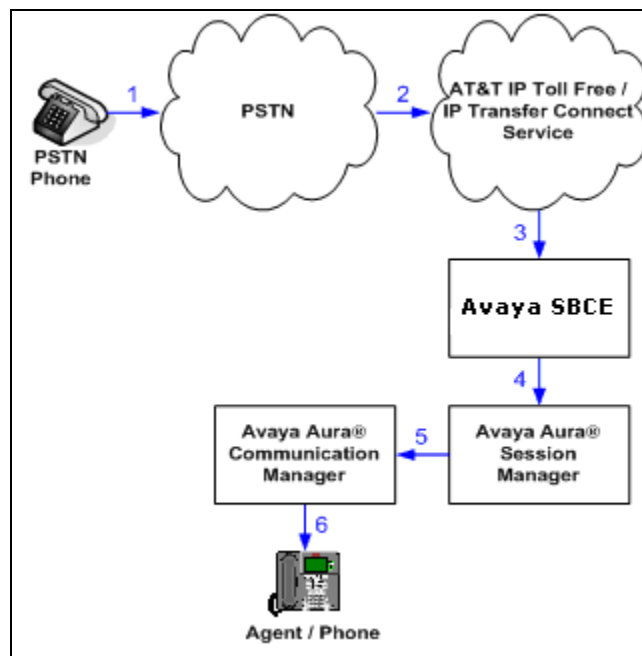 1
PSTN
Phone
PSTN
2
AT&T IP Toll Free /
IP Transfer Connect
Service
3
Avaya SBCE
4
Avaya Aura®
Session
Manager
5
Avaya Aura®
Communication
Manager
6
Agent / Phone